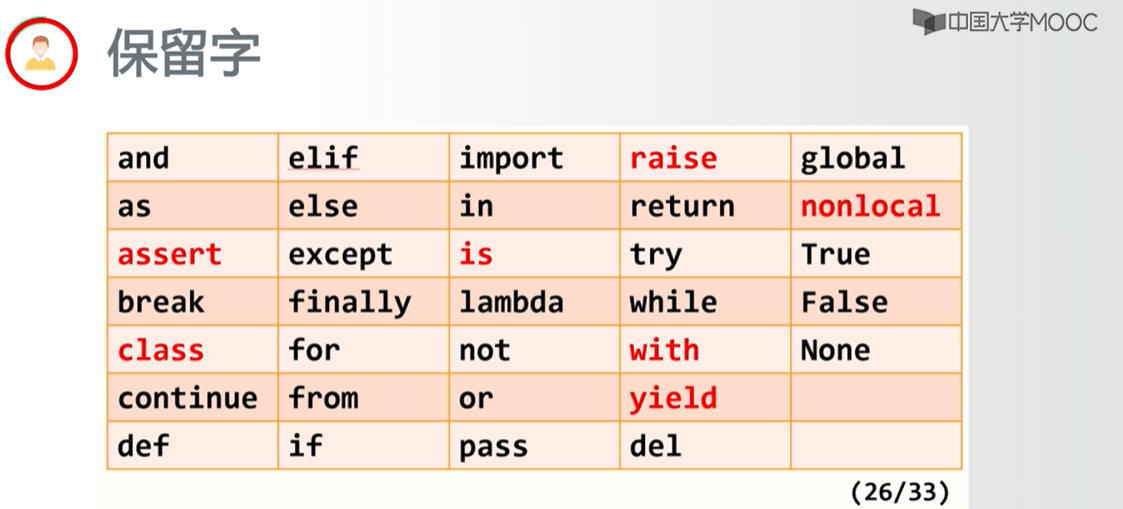 中国大学MOOC
保留字
and elif import raise global
as else in return nonlocal
assert except is try True
break finally lambda while False
class for not with None
continue from or yield
def if pass del
(26/33)